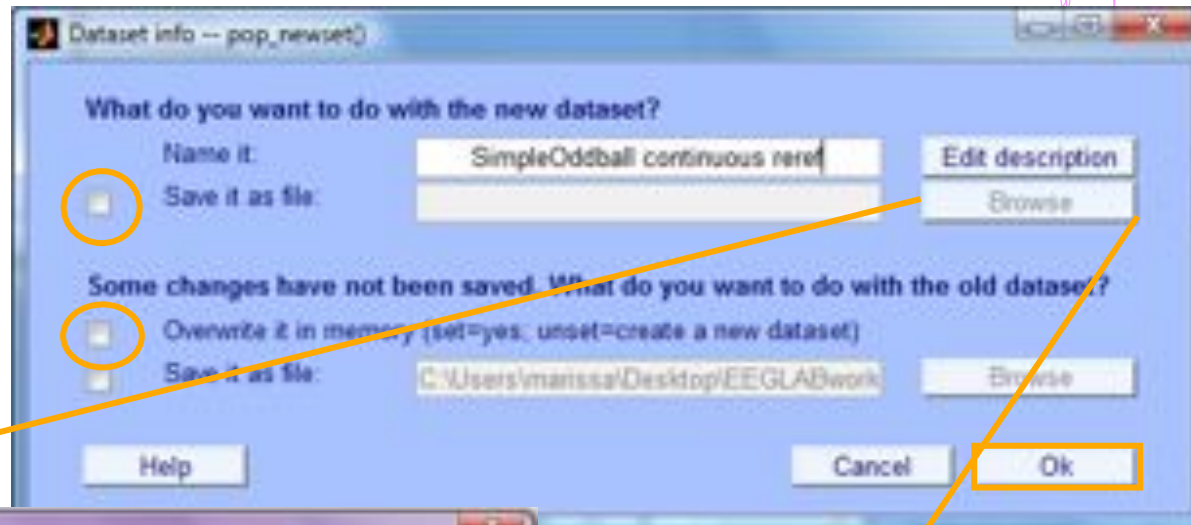 Dataset info -- pop_newset()
What do you want to do with the new dataset?
Name it: SimpleOddball continuous reref Edit description
Save it as file: Browse
Some changes have not been saved. What do you want to do with the old dataset?
Overwrite it in memory (set=yes, unset=create a new dataset)
Save it as file: C:\Users\marissa\Desktop\EEGLABwork Browse
Help Cancel Ok